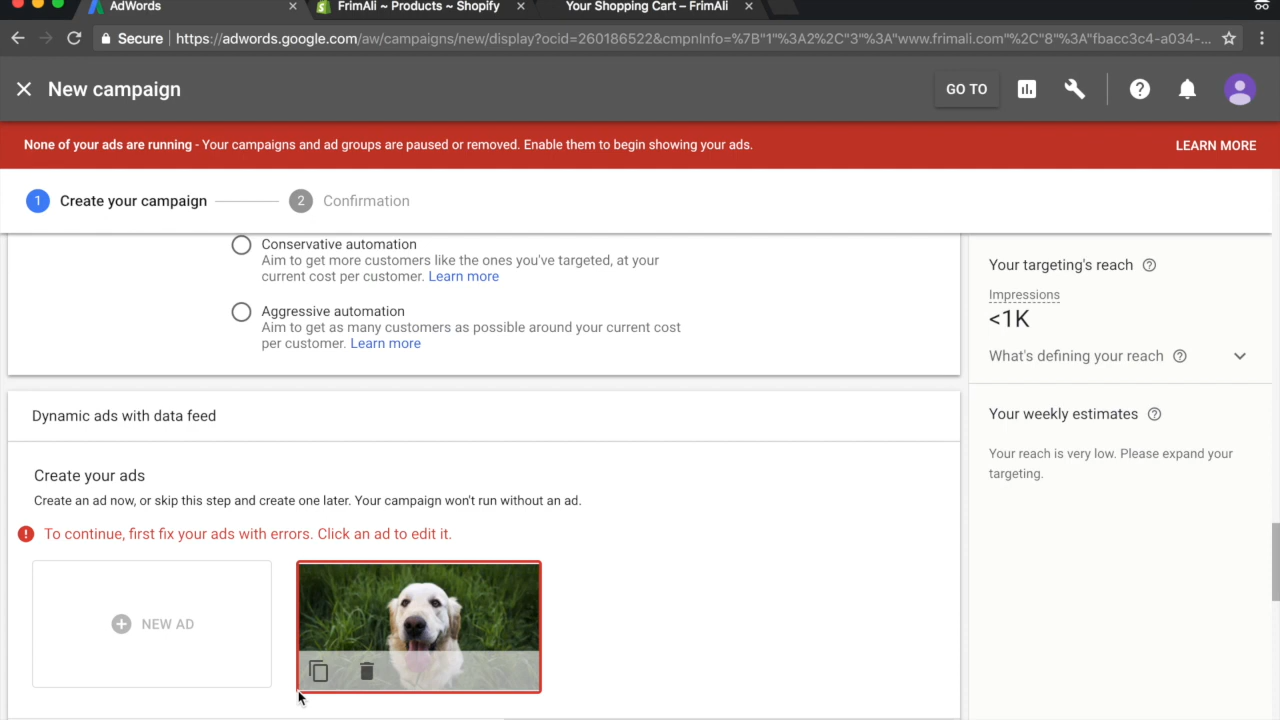 AdWords
FrimAli ~ Products ~ Shopify
Your Shopping Cart – FrimAli
Secure
https://adwords.google.com/aw/campaigns/new/display?ocid=260186522&cmpnInfo=%7B"1"%3A2%2C"3"%3A"www.frimali.com"%2C"8"%3A"fbacc3c4-a034-...
New campaign
GO TO
None of your ads are running - Your campaigns and ad groups are paused or removed. Enable them to begin showing your ads.
LEARN MORE
1 Create your campaign
2 Confirmation
Conservative automation
Aim to get more customers like the ones you've targeted, at your
current cost per customer. Learn more
Aggressive automation
Aim to get as many customers as possible around your current cost
per customer. Learn more
Dynamic ads with data feed
Create your ads
Create an ad now, or skip this step and create one later. Your campaign won't run without an ad.
To continue, first fix your ads with errors. Click an ad to edit it.
NEW AD
Your targeting's reach
Impressions
<1K
What's defining your reach
Your weekly estimates
Your reach is very low. Please expand your
targeting.